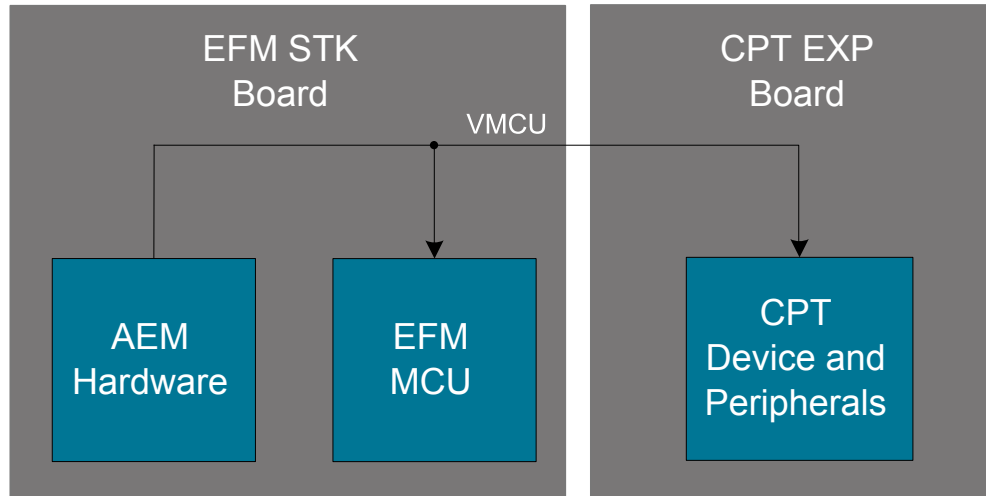 EFM STK
Board
CPT EXP
Board
VMCU
AEM
Hardware
EFM
MCU
CPT
Device and
Peripherals